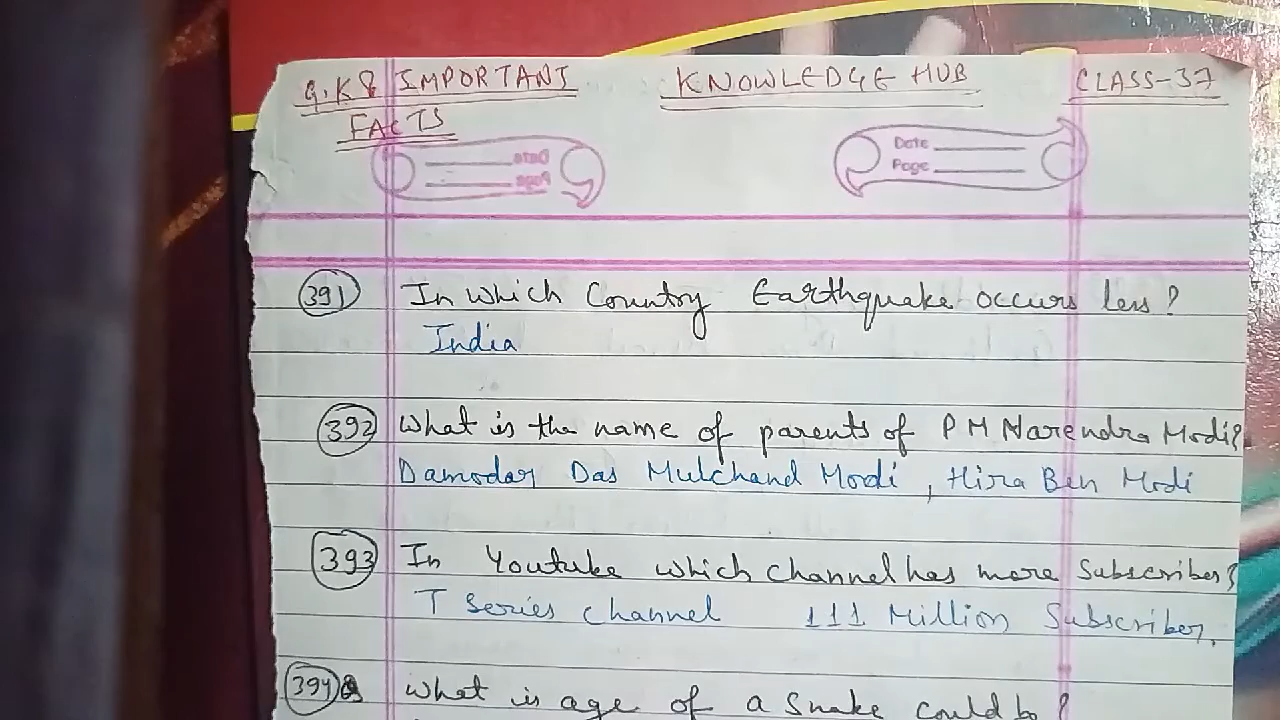 G.K & IMPORTANT KNOWLEDGE HUB CLASS-37
FACTS
Date
Page
391 In which Country Earthquake occurs less?
India
392 What is the name of parents of PM Narendra Modi?
Damodar Das Mulchand Modi, Hira Ben Modi
393 In Youtube which channel has more Subscriber?
T Series Channel 111 Million Subscriber.
394 What is age of a Snake could be?